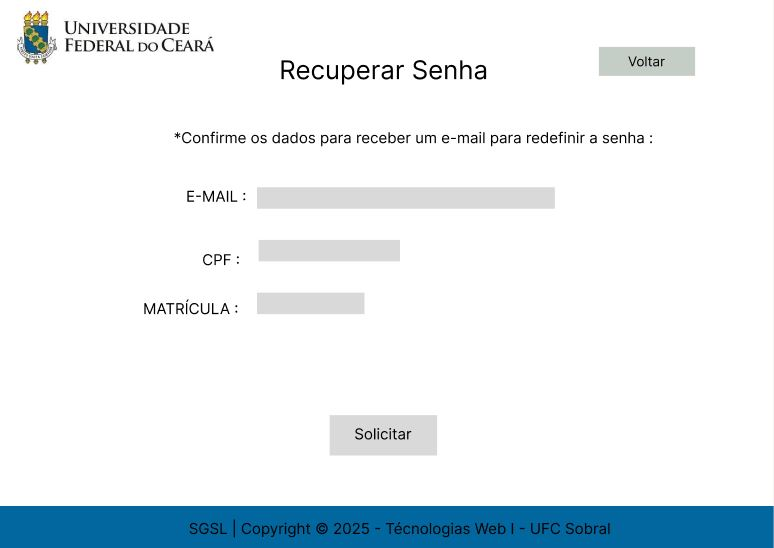 UNIVERSIDADE
FEDERAL DO CEARÁ
Recuperar Senha
Voltar
*Confirme os dados para receber um e-mail para redefinir a senha :
E-MAIL :
CPF :
MATRÍCULA :
Solicitar
SGSL | Copyright © 2025 - Técnologias Web I - UFC Sobral